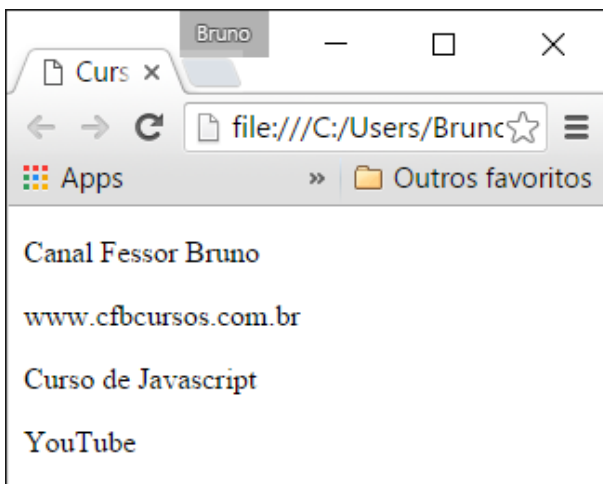 Bruno
Curs
file:///C:/Users/Brunc
Apps » Outros favoritos
Canal Fessor Bruno
www.cfbcursos.com.br
Curso de Javascript
YouTube